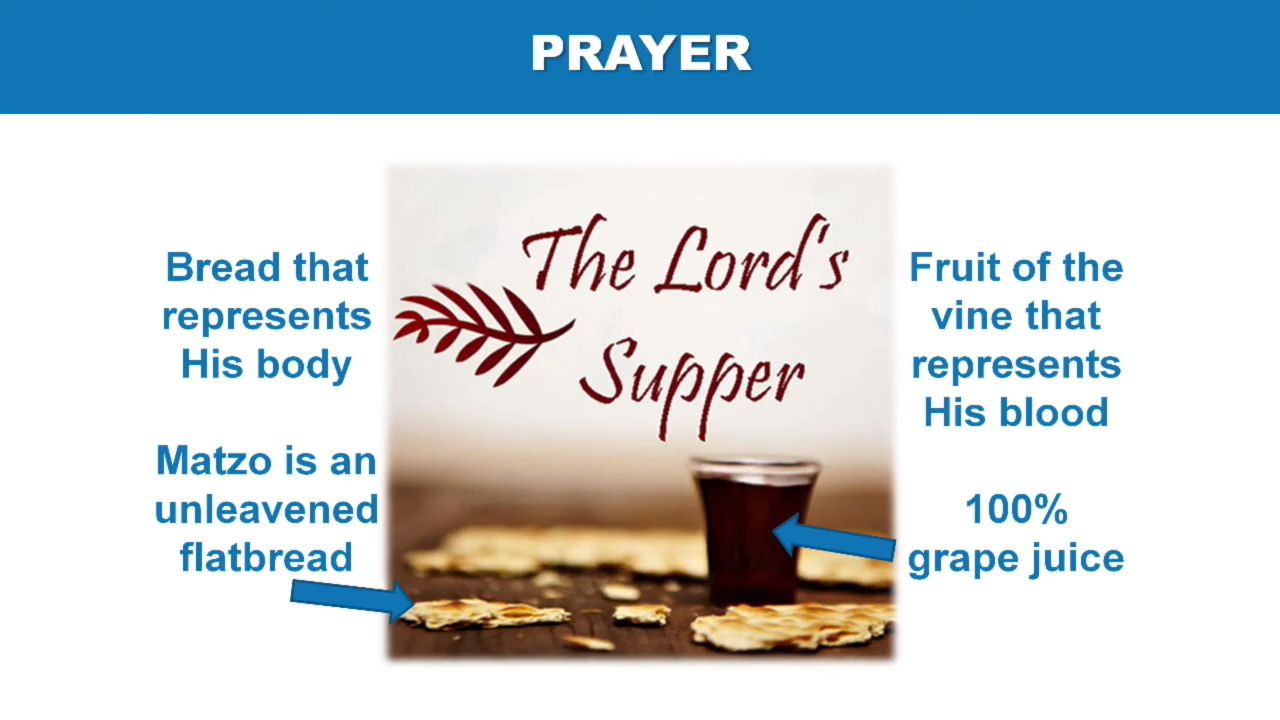 PRAYER
Bread that
represents
His body
Matzo is an
unleavened
flatbread
The Lord's
Supper
Fruit of the
vine that
represents
His blood
100%
grape juice